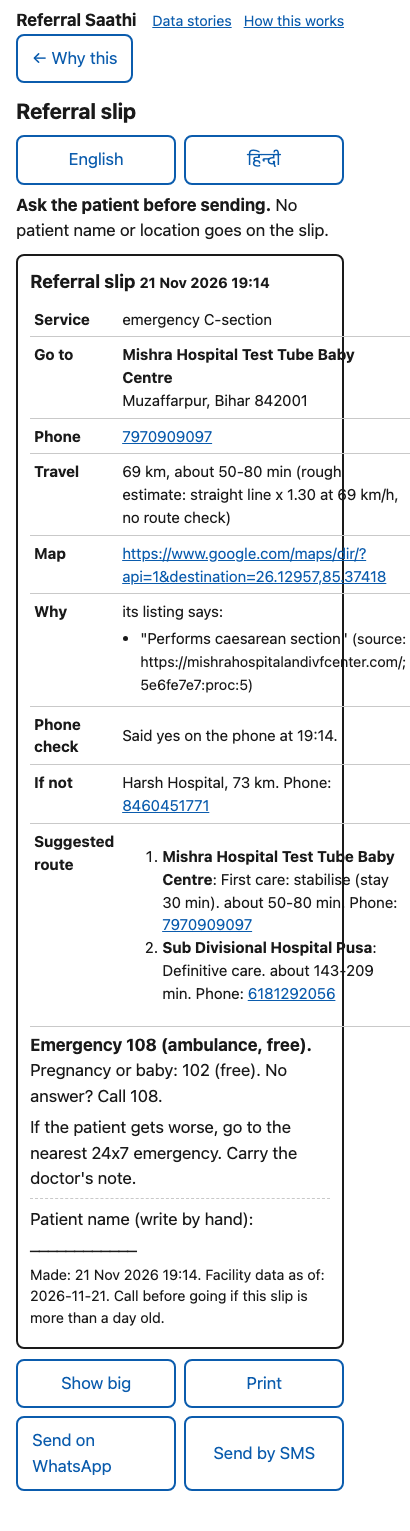 Referral Saathi Data stories How this works
← Why this
Referral slip
English हिन्दी
Ask the patient before sending. No
patient name or location goes on the slip.
Referral slip 21 Nov 2026 19:14
Service emergency C-section
Go to Mishra Hospital Test Tube Baby
Centre
Muzaffarpur, Bihar 842001
Phone 7970909097
Travel 69 km, about 50-80 min (rough
estimate: straight line x 1.30 at 69 km/h,
no route check)
Map https://www.google.com/maps/dir/?
api=1&destination=26.12957,85.37418
Why its listing says:
• "Performs caesarean section" (source:
https://mishrahospitalandivfcenter.com/;
5e6fe7e7:proc:5)
Phone
check Said yes on the phone at 19:14.
If not Harsh Hospital, 73 km. Phone:
8460451771
Suggested
route
1. Mishra Hospital Test Tube Baby
Centre: First care: stabilise (stay
30 min). about 50-80 min. Phone:
7970909097
2. Sub Divisional Hospital Pusa:
Definitive care. about 143-209
min. Phone: 6181292056
Emergency 108 (ambulance, free).
Pregnancy or baby: 102 (free). No
answer? Call 108.
If the patient gets worse, go to the
nearest 24x7 emergency. Carry the
doctor's note.
Patient name (write by hand):
____________
Made: 21 Nov 2026 19:14. Facility data as of:
2026-11-21. Call before going if this slip is
more than a day old.
Show big Print
Send on
WhatsApp Send by SMS